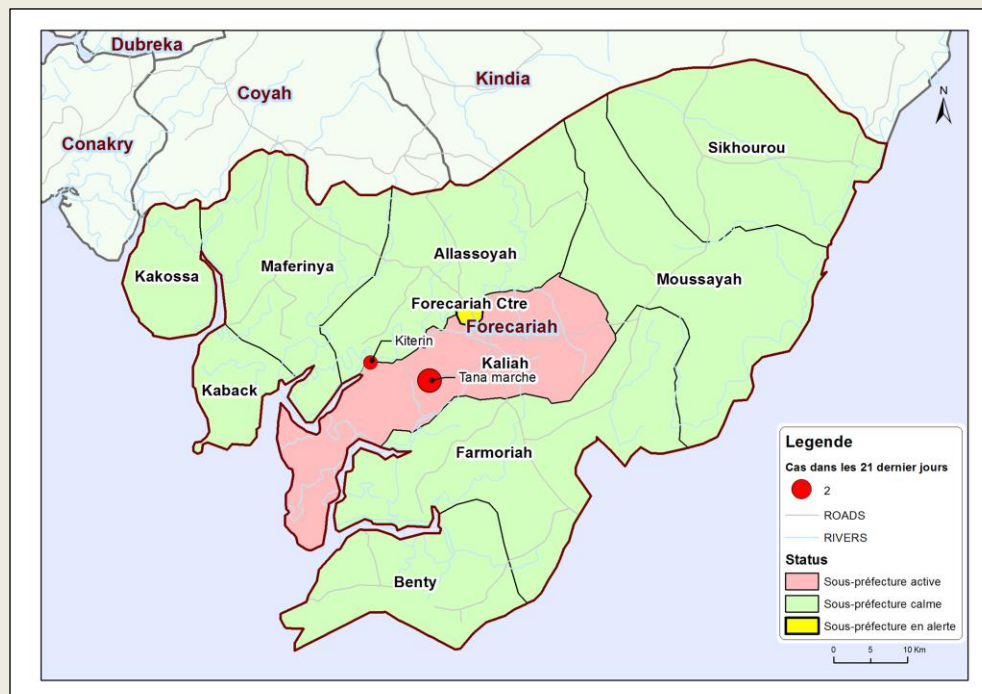 Dubreka
Coyah
Kindia
N
Conakry
Sikhourou
Allassoyah
Maferinya
Kakossa
Moussayah
Forecariah Ctre
Forecariah
Kiterin
Kaliah
Tana marche
Kaback
Farmoriah
Benty
Legende
Cas dans les 21 dernier jours
2
ROADS
RIVERS
Status
Sous-préfecture active
Sous-préfecture calme
Sous-préfecture en alerte
0 5 10 Km